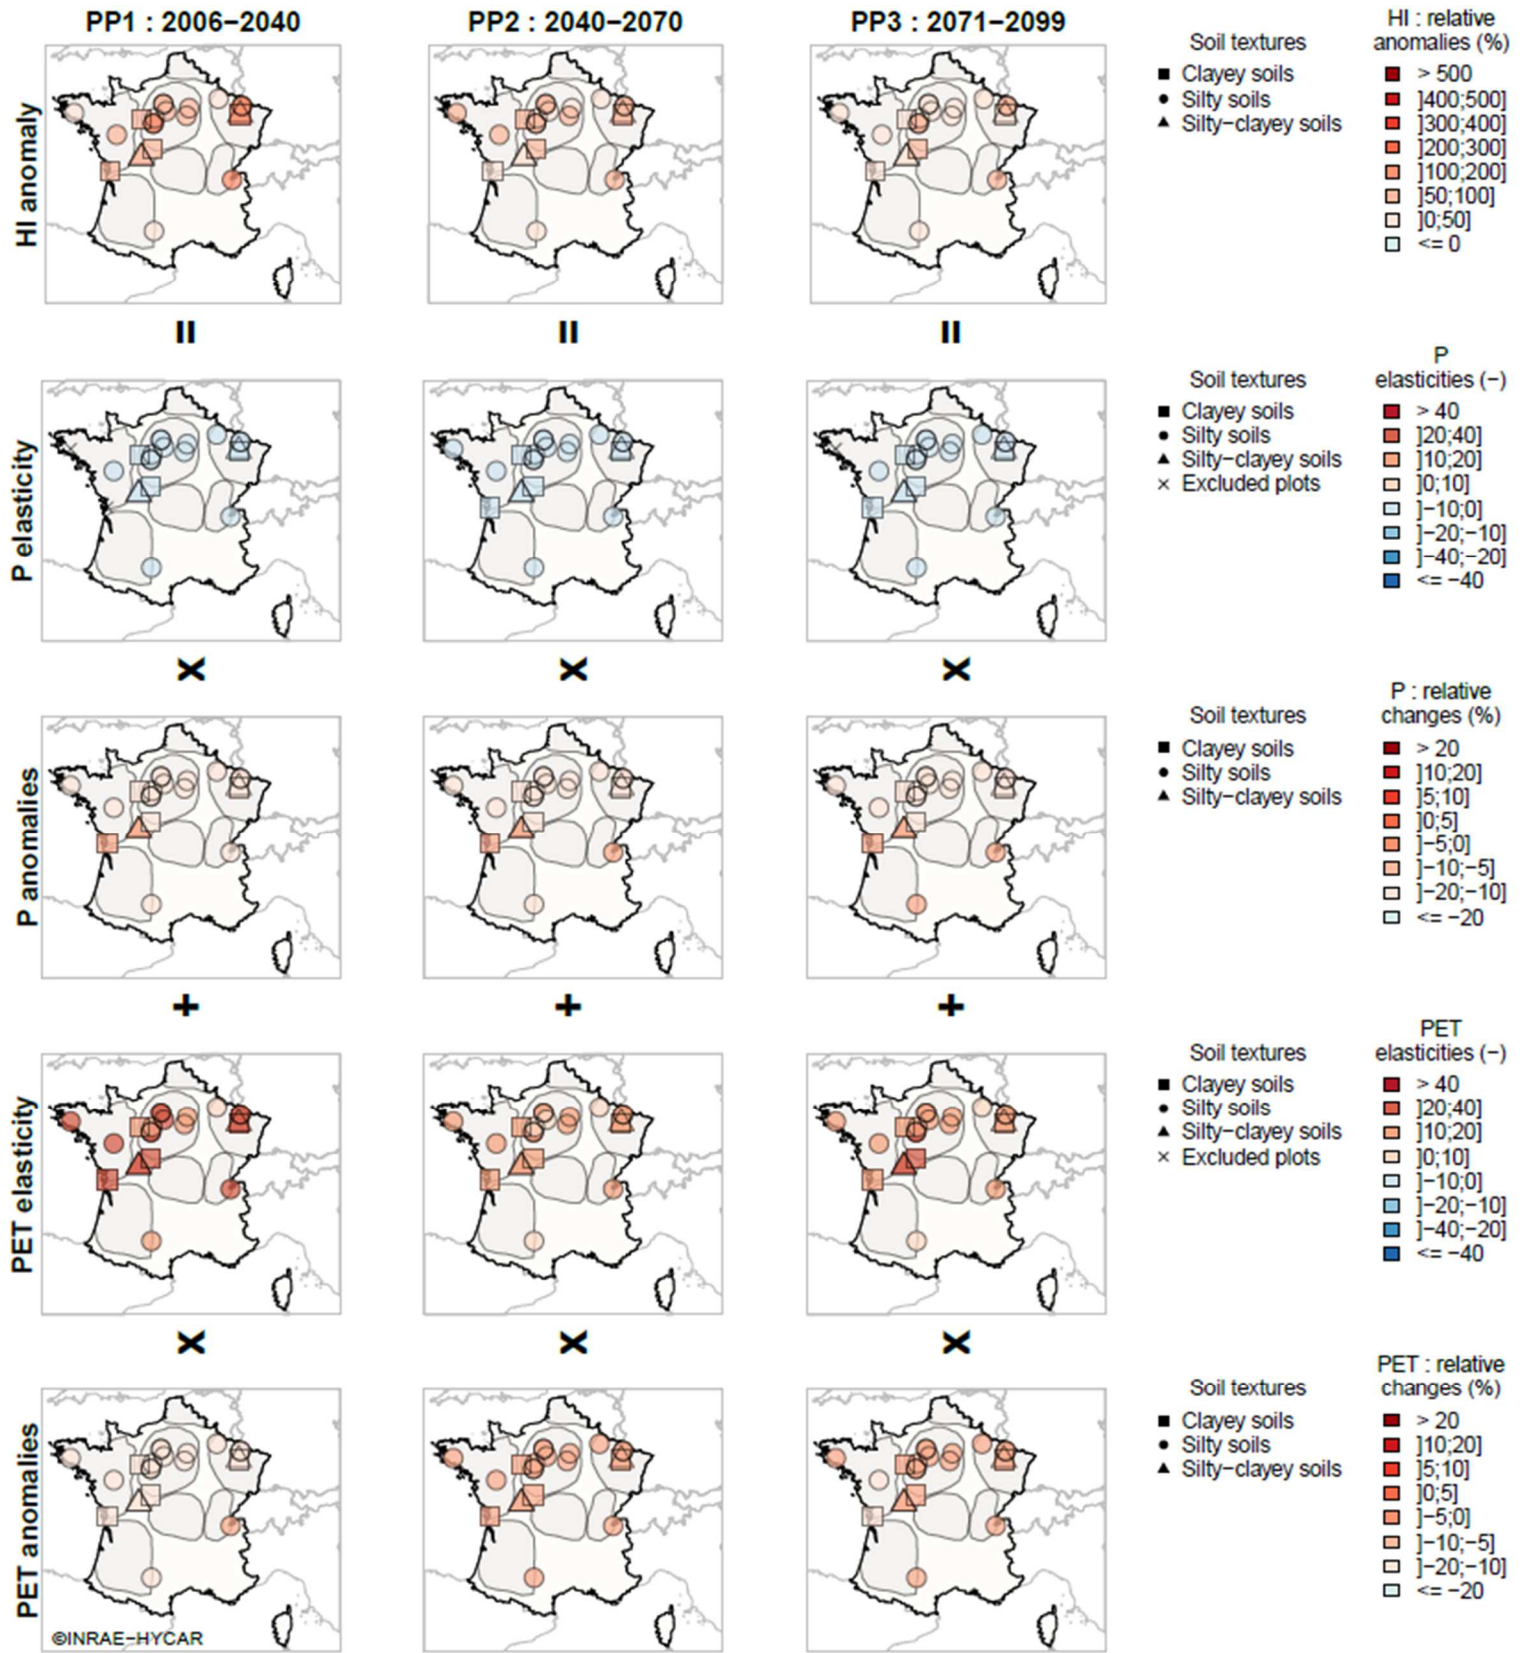 PP1 : 2006−2040
PP2 : 2040−2070
PP3 : 2071−2099
HI anomaly
Soil textures
Clayey soils
Silty soils
Silty−clayey soils
HI : relative
anomalies (%)
> 500
]400;500]
]300;400]
]200;300]
]100;200]
]50;100]
]0;50]
<= 0
=
=
=
P elasticity
Soil textures
Clayey soils
Silty soils
Silty−clayey soils
× Excluded plots
P
elasticities (−)
> 40
]20;40]
]10;20]
]0;10]
]−10;0]
]−20;−10]
]−40;−20]
<= −40
x
x
x
P anomalies
Soil textures
Clayey soils
Silty soils
Silty−clayey soils
P : relative
changes (%)
> 20
]10;20]
]5;10]
]0;5]
]−5;0]
]−10;−5]
]−20;−10]
<= −20
+
+
+
PET elasticity
Soil textures
Clayey soils
Silty soils
Silty−clayey soils
× Excluded plots
PET
elasticities (−)
> 40
]20;40]
]10;20]
]0;10]
]−10;0]
]−20;−10]
]−40;−20]
<= −40
x
x
x
PET anomalies
Soil textures
Clayey soils
Silty soils
Silty−clayey soils
PET : relative
changes (%)
> 20
]10;20]
]5;10]
]0;5]
]−5;0]
]−10;−5]
]−20;−10]
<= −20
©INRAE−HYCAR